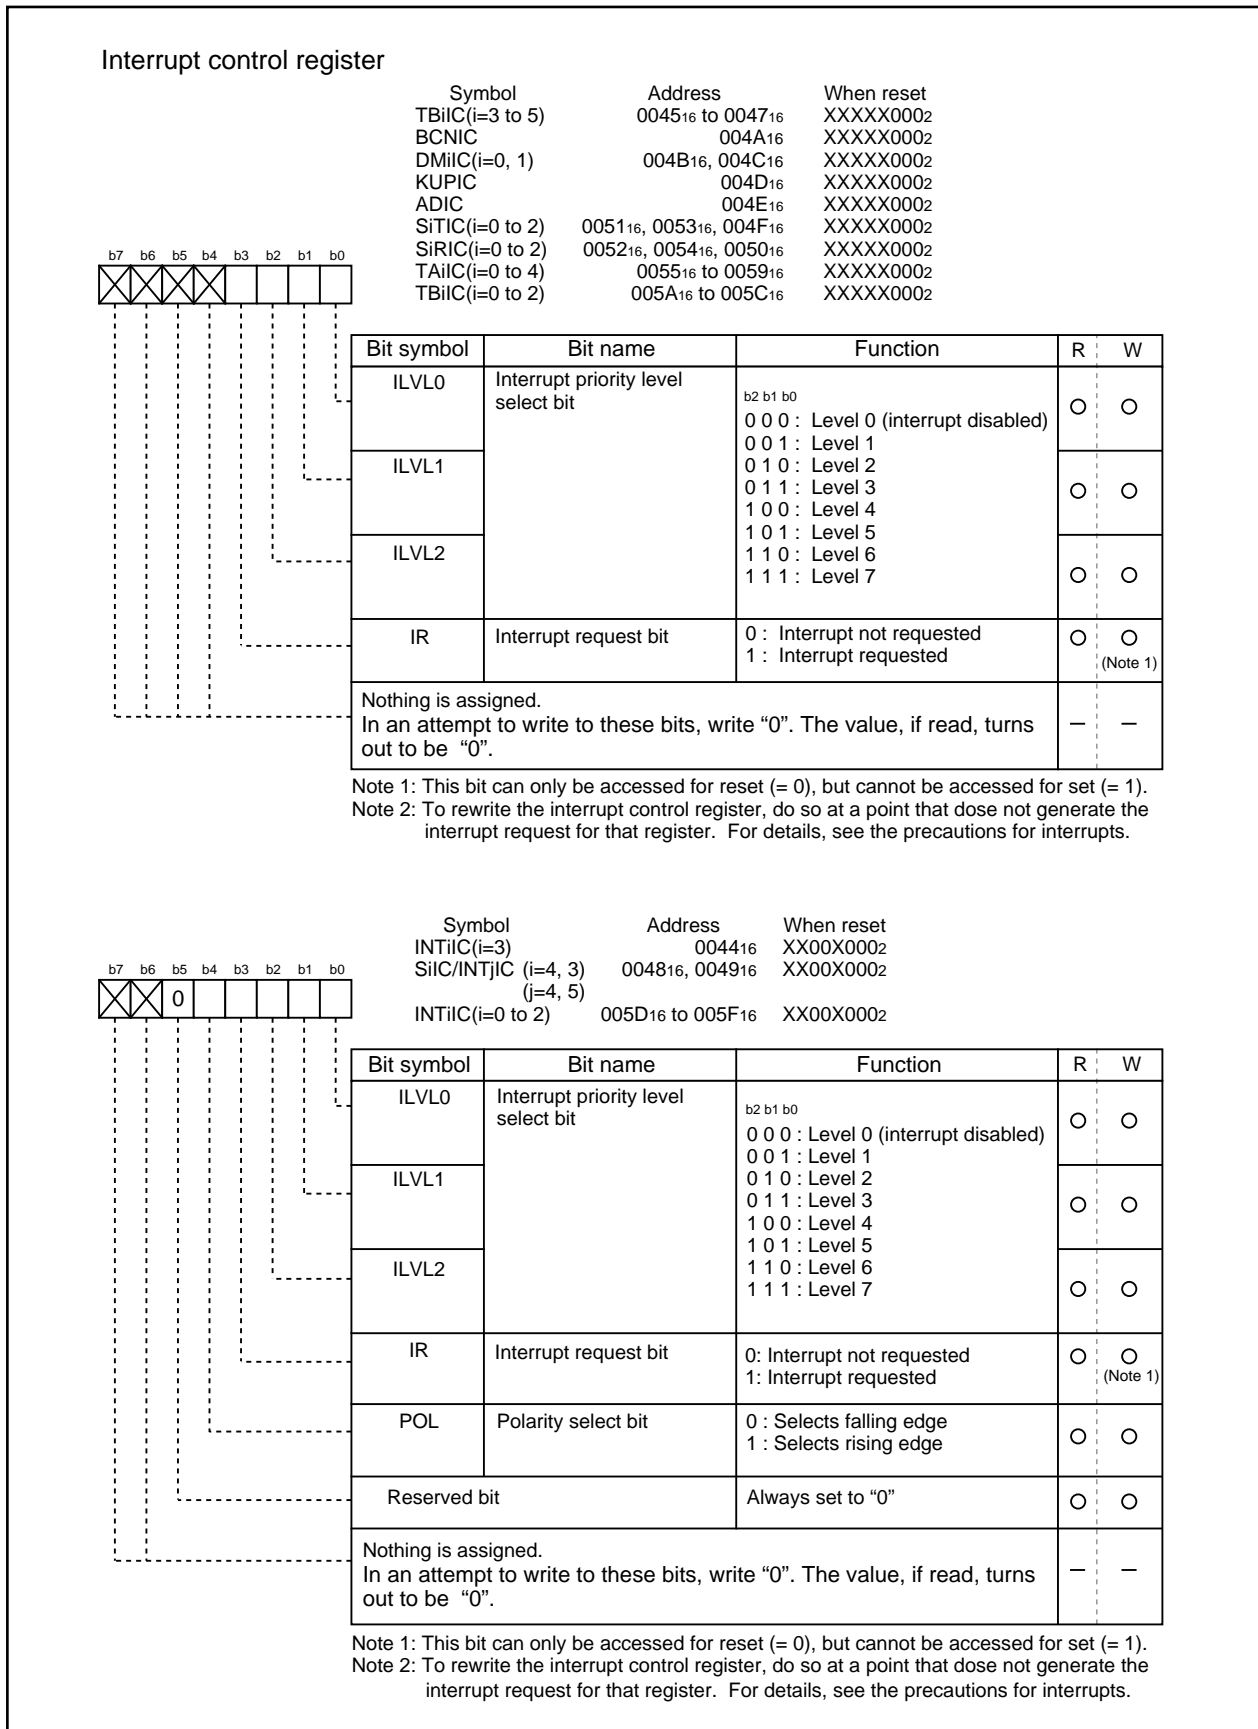 Interrupt control register
Symbol Address When reset
TBiIC(i=3 to 5) 004516 to 004716 XXXXX0002
BCNIC 004A16 XXXXX0002
DMiIC(i=0, 1) 004B16, 004C16 XXXXX0002
KUPIC 004D16 XXXXX0002
ADIC 004E16 XXXXX0002
SiTIC(i=0 to 2) 005116, 005316, 004F16 XXXXX0002
SiRIC(i=0 to 2) 005216, 005416, 005016 XXXXX0002
TAiIC(i=0 to 4) 005516 to 005916 XXXXX0002
TBiIC(i=0 to 2) 005A16 to 005C16 XXXXX0002
b7 b6 b5 b4 b3 b2 b1 b0
Bit symbol Bit name Function R W
ILVL0 Interrupt priority level
select bit
b2 b1 b0
0 0 0 : Level 0 (interrupt disabled)
0 0 1 : Level 1
ILVL1 0 1 0 : Level 2
0 1 1 : Level 3
1 0 0 : Level 4
1 0 1 : Level 5
ILVL2 1 1 0 : Level 6
1 1 1 : Level 7
IR Interrupt request bit 0 : Interrupt not requested
1 : Interrupt requested (Note 1)
Nothing is assigned.
In an attempt to write to these bits, write “0”. The value, if read, turns
out to be “0”. – –
Note 1: This bit can only be accessed for reset (= 0), but cannot be accessed for set (= 1).
Note 2: To rewrite the interrupt control register, do so at a point that dose not generate the
interrupt request for that register. For details, see the precautions for interrupts.
Symbol Address When reset
INTiIC(i=3) 004416 XX00X0002
SiIC/INTjIC (i=4, 3) 004816, 004916 XX00X0002
(j=4, 5)
INTiIC(i=0 to 2) 005D16 to 005F16 XX00X0002
b7 b6 b5 b4 b3 b2 b1 b0
0
Bit symbol Bit name Function R W
ILVL0 Interrupt priority level
select bit
b2 b1 b0
0 0 0 : Level 0 (interrupt disabled)
0 0 1 : Level 1
ILVL1 0 1 0 : Level 2
0 1 1 : Level 3
1 0 0 : Level 4
1 0 1 : Level 5
ILVL2 1 1 0 : Level 6
1 1 1 : Level 7
IR Interrupt request bit 0: Interrupt not requested
1: Interrupt requested (Note 1)
POL Polarity select bit 0 : Selects falling edge
1 : Selects rising edge
Reserved bit Always set to “0”
Nothing is assigned.
In an attempt to write to these bits, write “0”. The value, if read, turns
out to be “0”. – –
Note 1: This bit can only be accessed for reset (= 0), but cannot be accessed for set (= 1).
Note 2: To rewrite the interrupt control register, do so at a point that dose not generate the
interrupt request for that register. For details, see the precautions for interrupts.